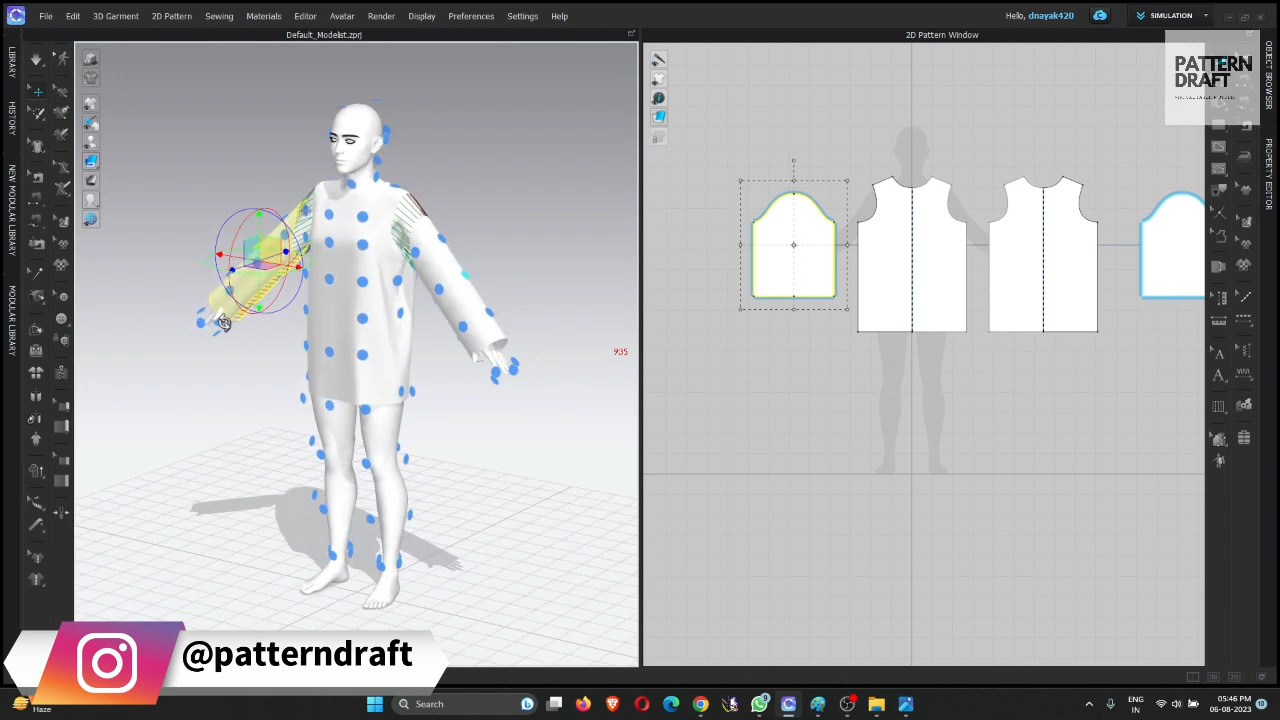 File Edit 3D Garment 2D Pattern Sewing Materials Editor Avatar Render Display Preferences Settings Help
Hello, dnayak420
SIMULATION
Default_Modelist.zprj
2D Pattern Window
LIBRARY
HISTORY
NEW MODULAR LIBRARY
MODULAR LIBRARY
PATTERN
DRAFT
OBJECT BROWSER
PROPERTY EDITOR
935
@patterndraft
Haze
Search
9
ENG
IN
05:46 PM
06-08-2023
10